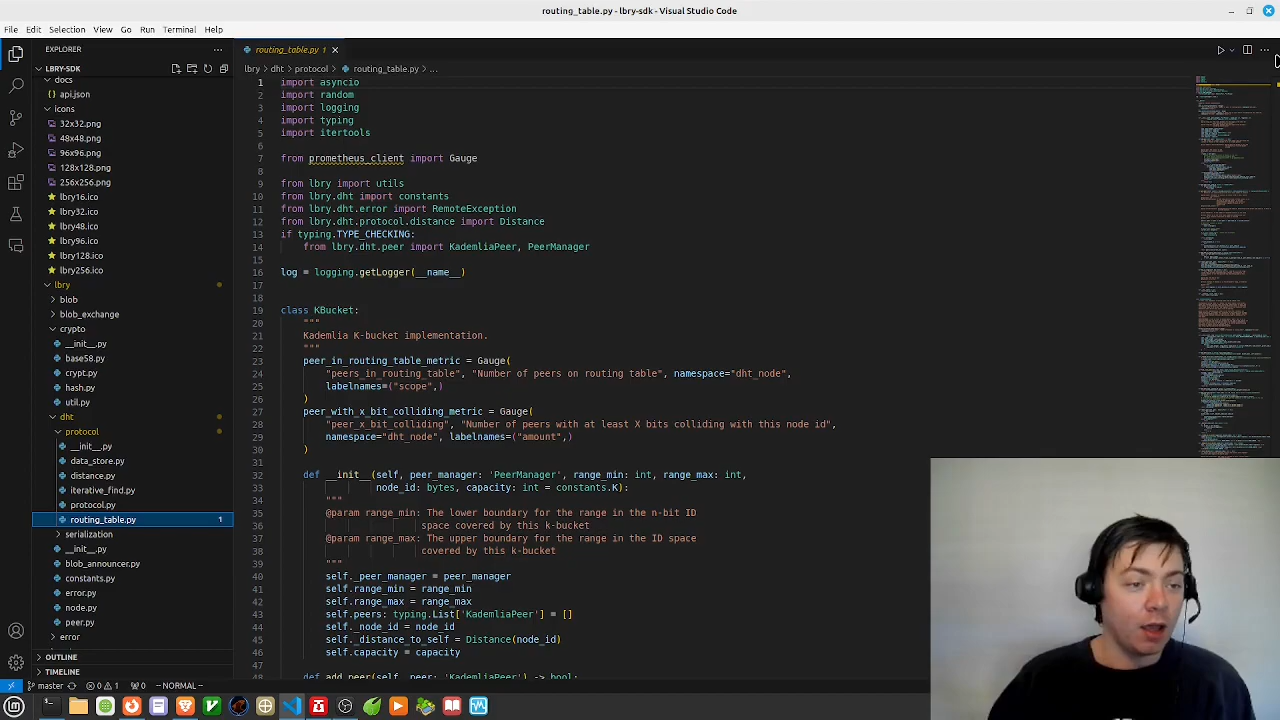 routing_table.py - lbry-sdk - Visual Studio Code
File Edit Selection View Go Run Terminal Help
EXPLORER
LBRY-SDK
docs
api.json
icons
32x32.png
48x48.png
96x96.png
128x128.png
256x256.png
lbry16.ico
lbry32.ico
lbry48.ico
lbry96.ico
lbry128.ico
lbry256.ico
lbry
blob
blob_exchange
crypto
__init__.py
base58.py
crypt.py
hash.py
util.py
dht
protocol
__init__.py
data_store.py
distance.py
iterative_find.py
protocol.py
routing_table.py 1
serialization
__init__.py
blob_announcer.py
constants.py
error.py
node.py
peer.py
error
OUTLINE
TIMELINE
routing_table.py 1
lbry > dht > protocol > routing_table.py > ...
1 import asyncio
2 import random
3 import logging
4 import typing
5 import itertools
6
7 from prometheus_client import Gauge
8
9 from lbry import utils
10 from lbry.dht import constants
11 from lbry.dht.error import RemoteException
12 from lbry.dht.protocol.distance import Distance
13 if typing.TYPE_CHECKING:
14 from lbry.dht.peer import KademliaPeer, PeerManager
15
16 log = logging.getLogger(__name__)
17
18
19 class KBucket:
20 """
21 Kademlia K-bucket implementation.
22 """
23 peer_in_routing_table_metric = Gauge(
24 "peers_in_routing_table", "Number of peers on routing table", namespace="dht_node",
25 labelnames=("scope",)
26 )
27 peer_with_x_bit_colliding_metric = Gauge(
28 "peer_x_bit_colliding", "Number of peers with at least X bits colliding with this node id",
29 namespace="dht_node", labelnames=("amount",)
30 )
31
32 def __init__(self, peer_manager: 'PeerManager', range_min: int, range_max: int,
33 node_id: bytes, capacity: int = constants.K):
34 """
35 @param range_min: The lower boundary for the range in the n-bit ID
36 space covered by this k-bucket
37 @param range_max: The upper boundary for the range in the ID space
38 covered by this k-bucket
39 """
40 self._peer_manager = peer_manager
41 self.range_min = range_min
42 self.range_max = range_max
43 self.peers: typing.List['KademliaPeer'] = []
44 self._node_id = node_id
45 self._distance_to_self = Distance(node_id)
46 self.capacity = capacity
47
48 def add_peer(self, peer: 'KademliaPeer') -> bool:
master 0 1 0 -- NORMAL --